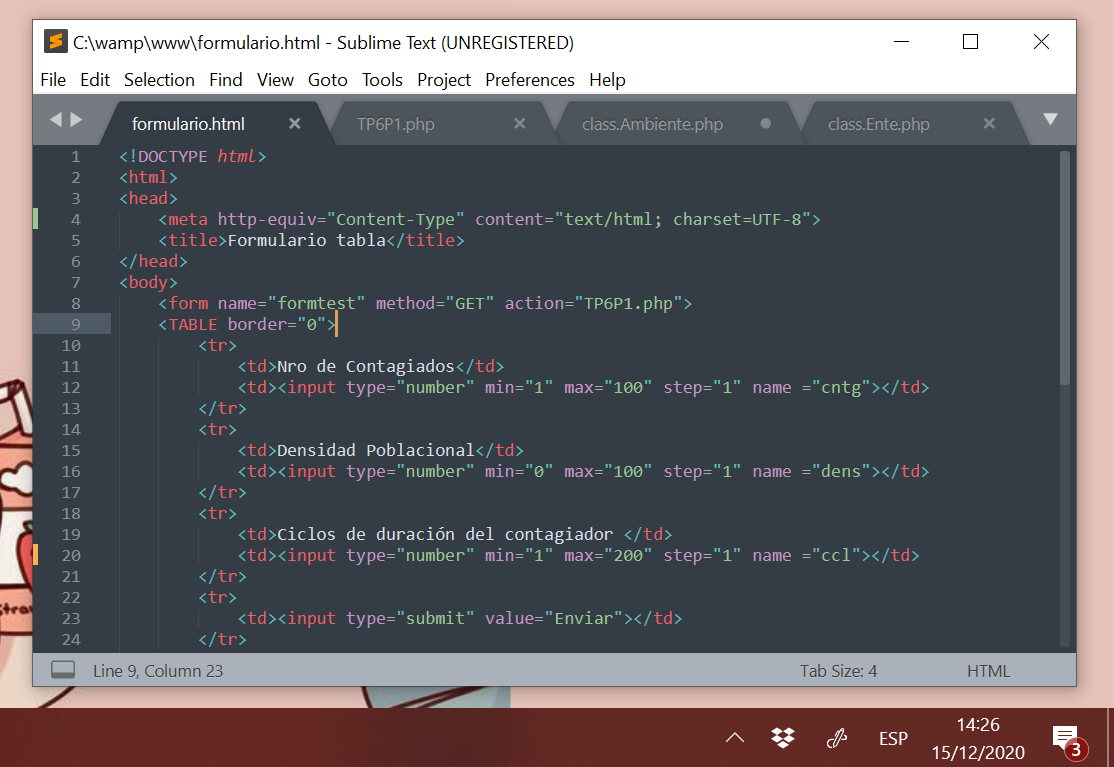 C:\wamp\www\formulario.html - Sublime Text (UNREGISTERED)
File Edit Selection Find View Goto Tools Project Preferences Help
formulario.html TP6P1.php class.Ambiente.php class.Ente.php
1 <!DOCTYPE html>
2 <html>
3 <head>
4 <meta http-equiv="Content-Type" content="text/html; charset=UTF-8">
5 <title>Formulario tabla</title>
6 </head>
7 <body>
8 <form name="formtest" method="GET" action="TP6P1.php">
9 <TABLE border="0">
10 <tr>
11 <td>Nro de Contagiados</td>
12 <td><input type="number" min="1" max="100" step="1" name ="cntg"></td>
13 </tr>
14 <tr>
15 <td>Densidad Poblacional</td>
16 <td><input type="number" min="0" max="100" step="1" name ="dens"></td>
17 </tr>
18 <tr>
19 <td>Ciclos de duración del contagiador </td>
20 <td><input type="number" min="1" max="200" step="1" name ="ccl"></td>
21 </tr>
22 <tr>
23 <td><input type="submit" value="Enviar"></td>
24 </tr>
Line 9, Column 23 Tab Size: 4 HTML
ESP 14:26
15/12/2020 3